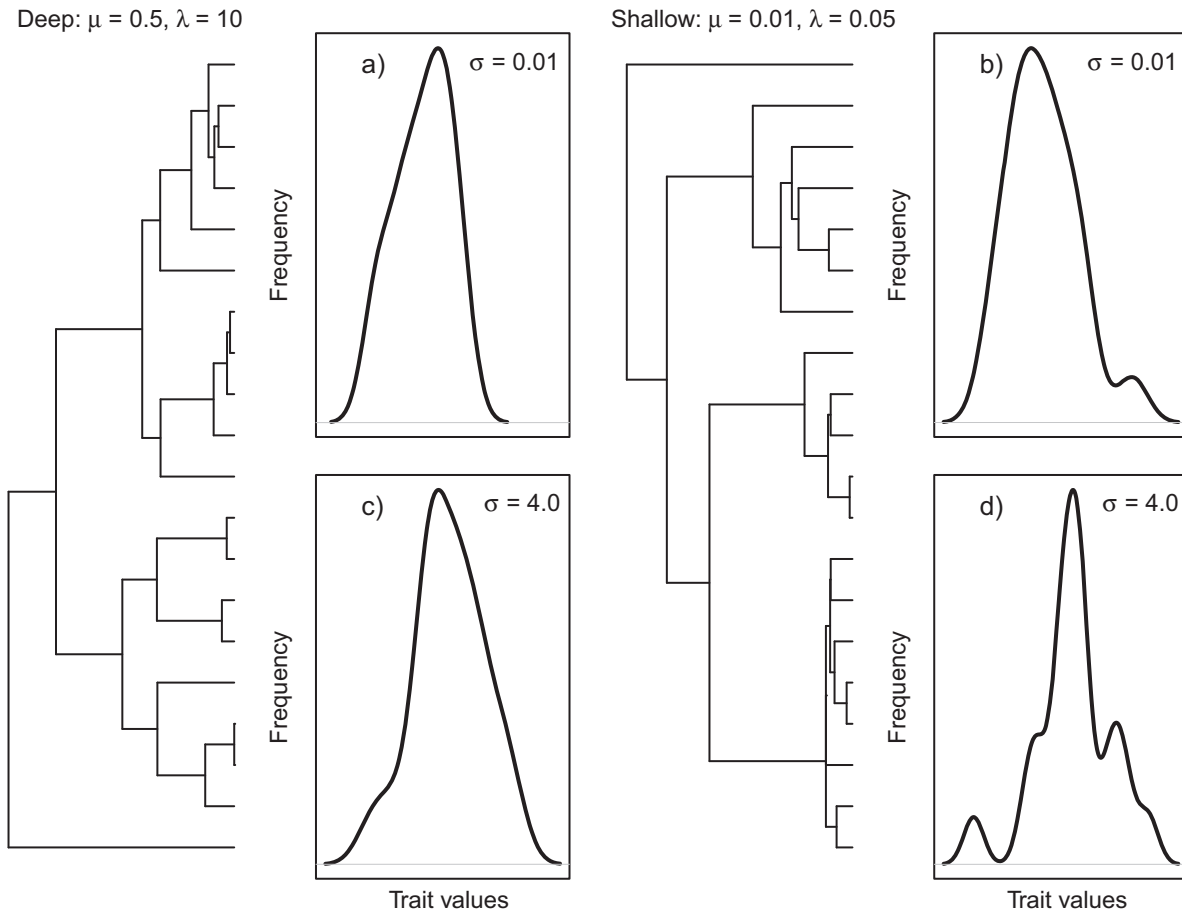 Deep: μ = 0.5, λ = 10
Shallow: μ = 0.01, λ = 0.05
a)
σ = 0.01
Frequency
b)
σ = 0.01
Frequency
c)
σ = 4.0
Frequency
Trait values
d)
σ = 4.0
Frequency
Trait values